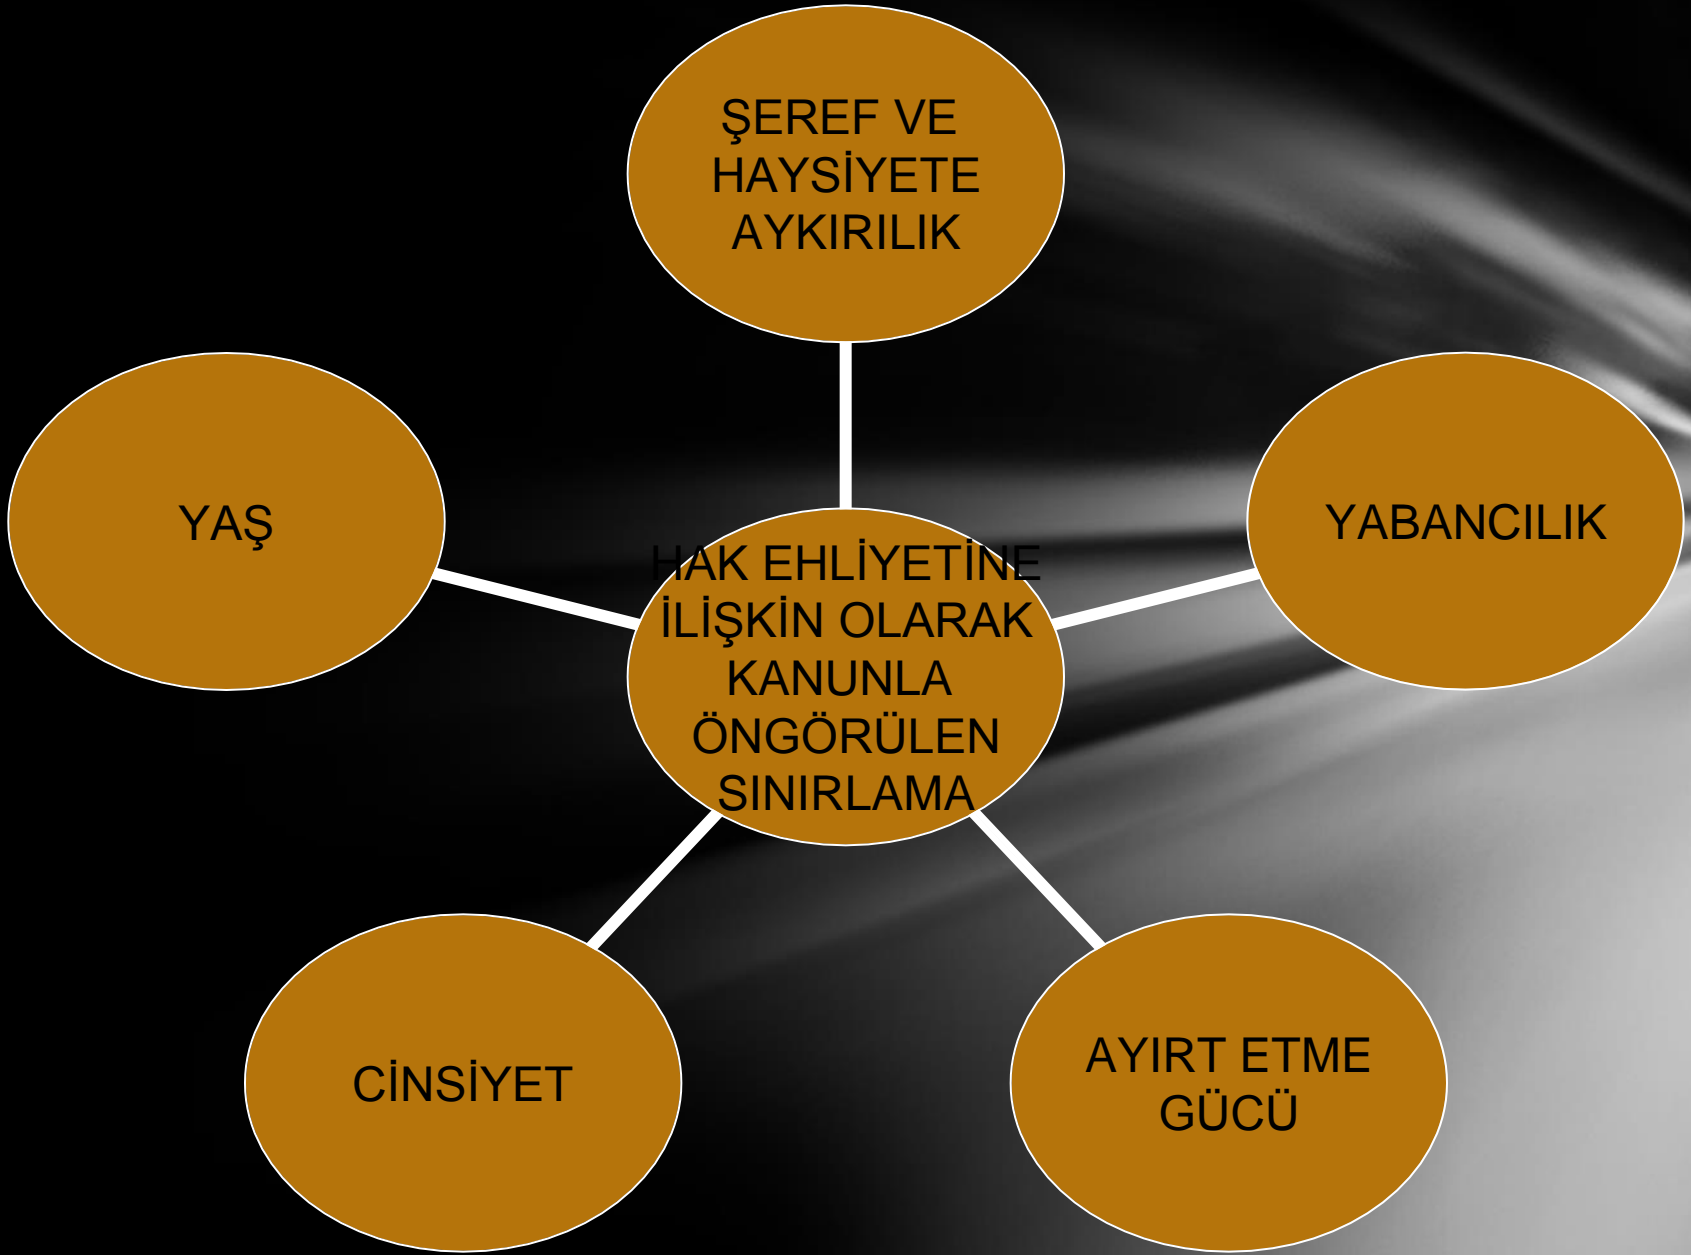 ŞEREF VE
HAYSİYETE
AYKIRILIK
YAŞ
YABANCILIK
HAK EHLİYETİNE
İLİŞKİN OLARAK
KANUNLA
ÖNGÖRÜLEN
SINIRLAMA
CİNSİYET
AYIRT ETME
GÜCÜ